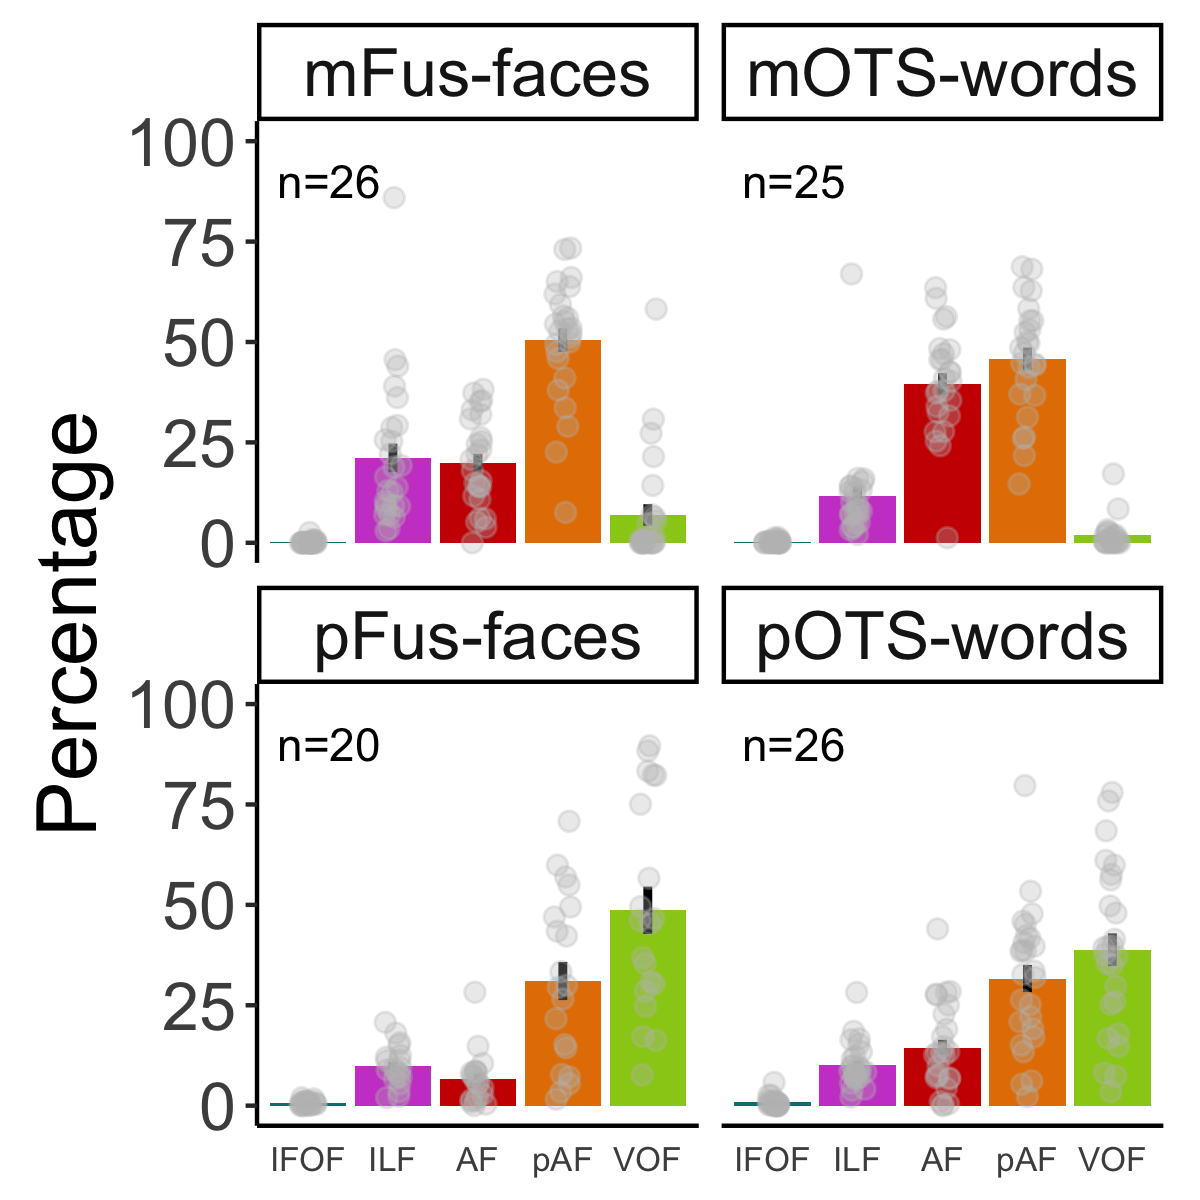 mFus-faces
mOTS-words
Percentage
100
75
50
25
0
n=26
n=25
pFus-faces
pOTS-words
100
75
50
25
0
n=20
n=26
IFOF ILF AF pAF VOF
IFOF ILF AF pAF VOF